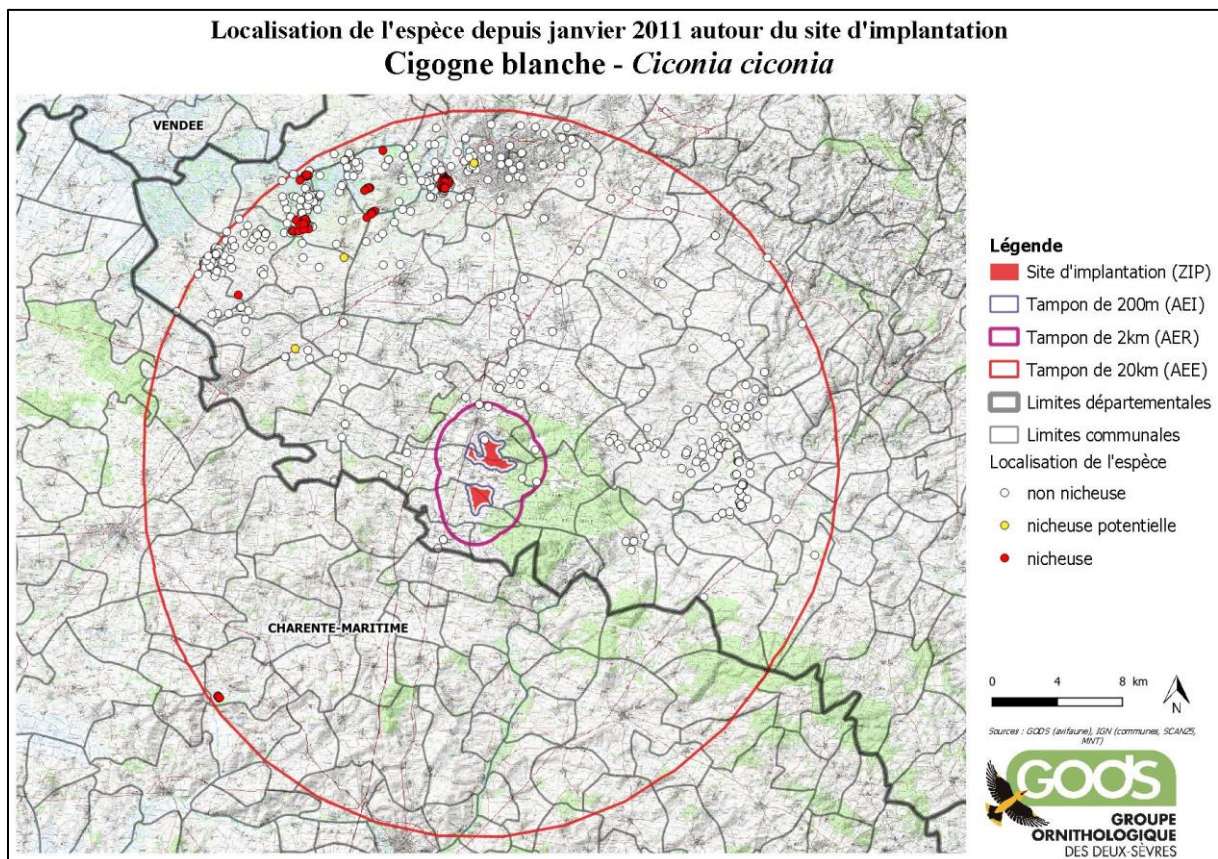 Localisation de l'espèce depuis janvier 2011 autour du site d'implantation
Cigogne blanche - Ciconia ciconia
VENDEE
CHARENTE-MARITIME
Légende
Site d'implantation (ZIP)
Tampon de 200m (AEI)
Tampon de 2km (AER)
Tampon de 20km (AEE)
Limites départementales
Limites communales
Localisation de l'espèce
non nicheuse
nicheuse potentielle
nicheuse
0 4 8 km
N
Sources : GODS (avifaune), IGN (communes, SCAN25,
MNT)
GODS
GROUPE
ORNITHOLOGIQUE
DES DEUX-SÈVRES